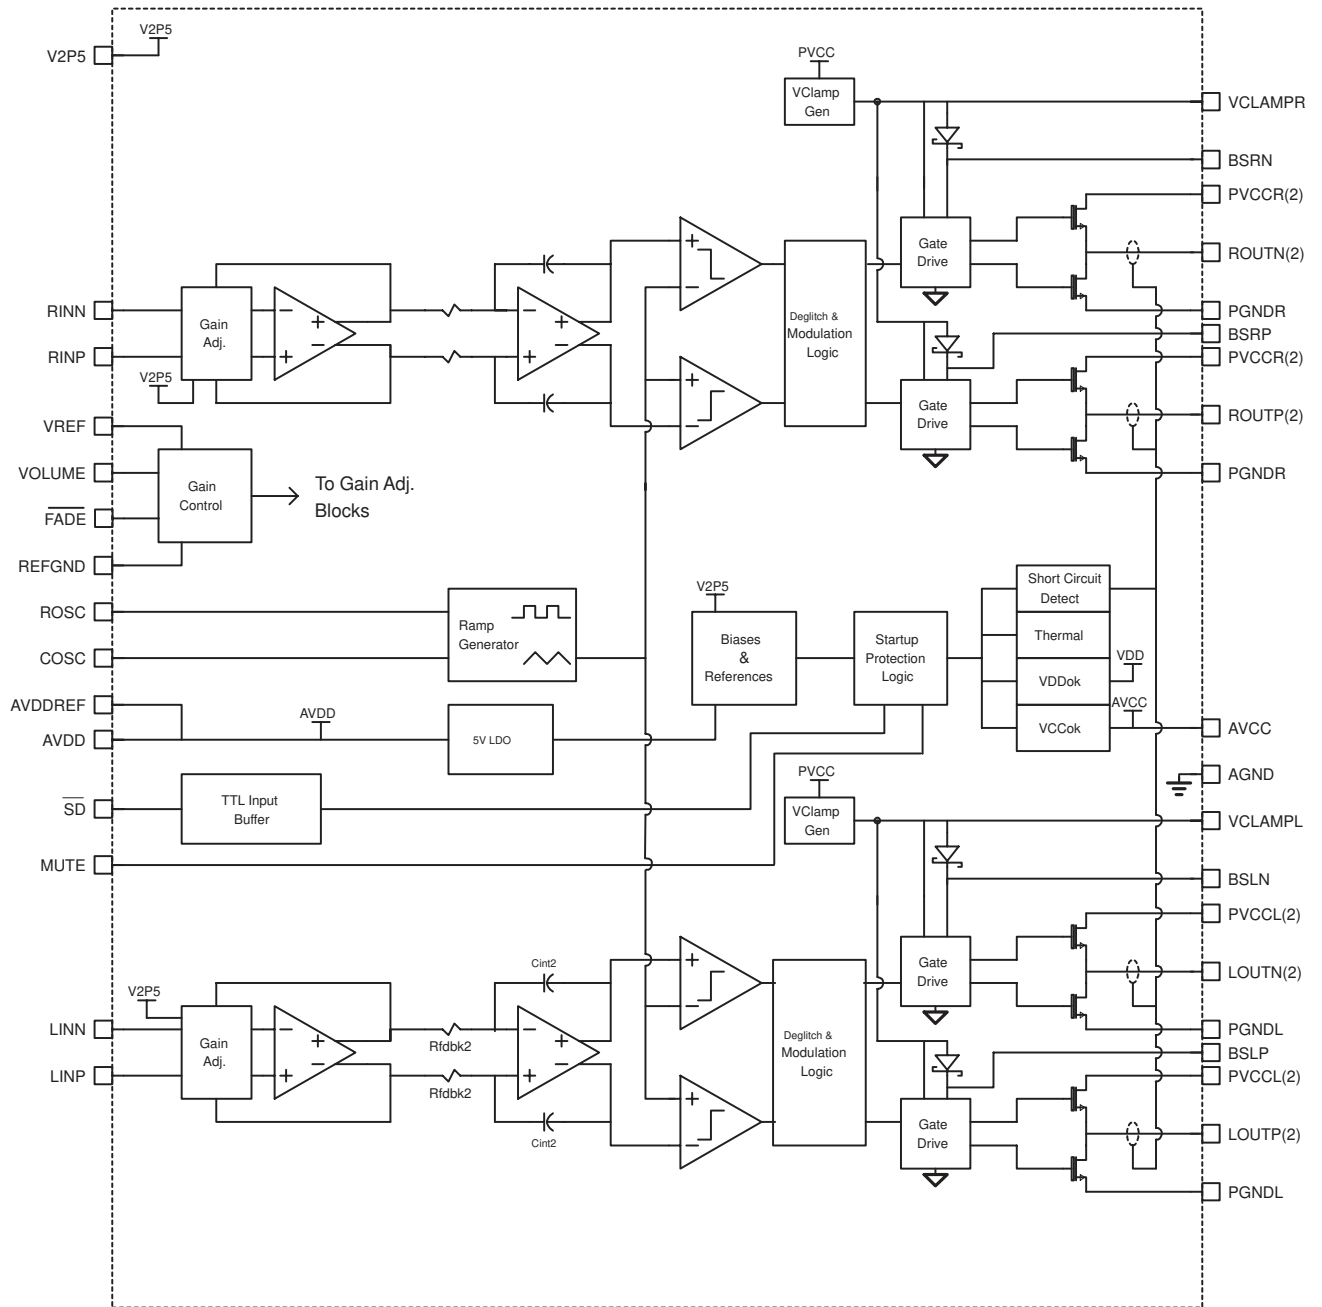 V2P5
V2P5
PVCC
VClamp
Gen
VCLAMPR
BSRN
PVCCR(2)
Gate
Drive
ROUTN(2)
RINN
RINP
Gain
Adj.
V2P5
Deglitch &
Modulation
Logic
PGNDR
BSRP
PVCCR(2)
Gate
Drive
ROUTP(2)
PGNDR
VREF
VOLUME
FADE
REFGND
Gain
Control
To Gain Adj.
Blocks
ROSC
COSC
Ramp
Generator
V2P5
Biases
&
References
Startup
Protection
Logic
Short Circuit
Detect
Thermal
VDDok
VDD
VCCok
AVCC
AVCC
AVDDREF
AVDD
AVDD
5V LDO
AGND
SD
TTL Input
Buffer
MUTE
PVCC
VClamp
Gen
VCLAMPL
BSLN
PVCCL(2)
Gate
Drive
LOUTN(2)
V2P5
LINN
LINP
Gain
Adj.
Rfdbk2
Rfdbk2
Cint2
Cint2
Deglitch &
Modulation
Logic
PGNDL
BSLP
PVCCL(2)
Gate
Drive
LOUTP(2)
PGNDL